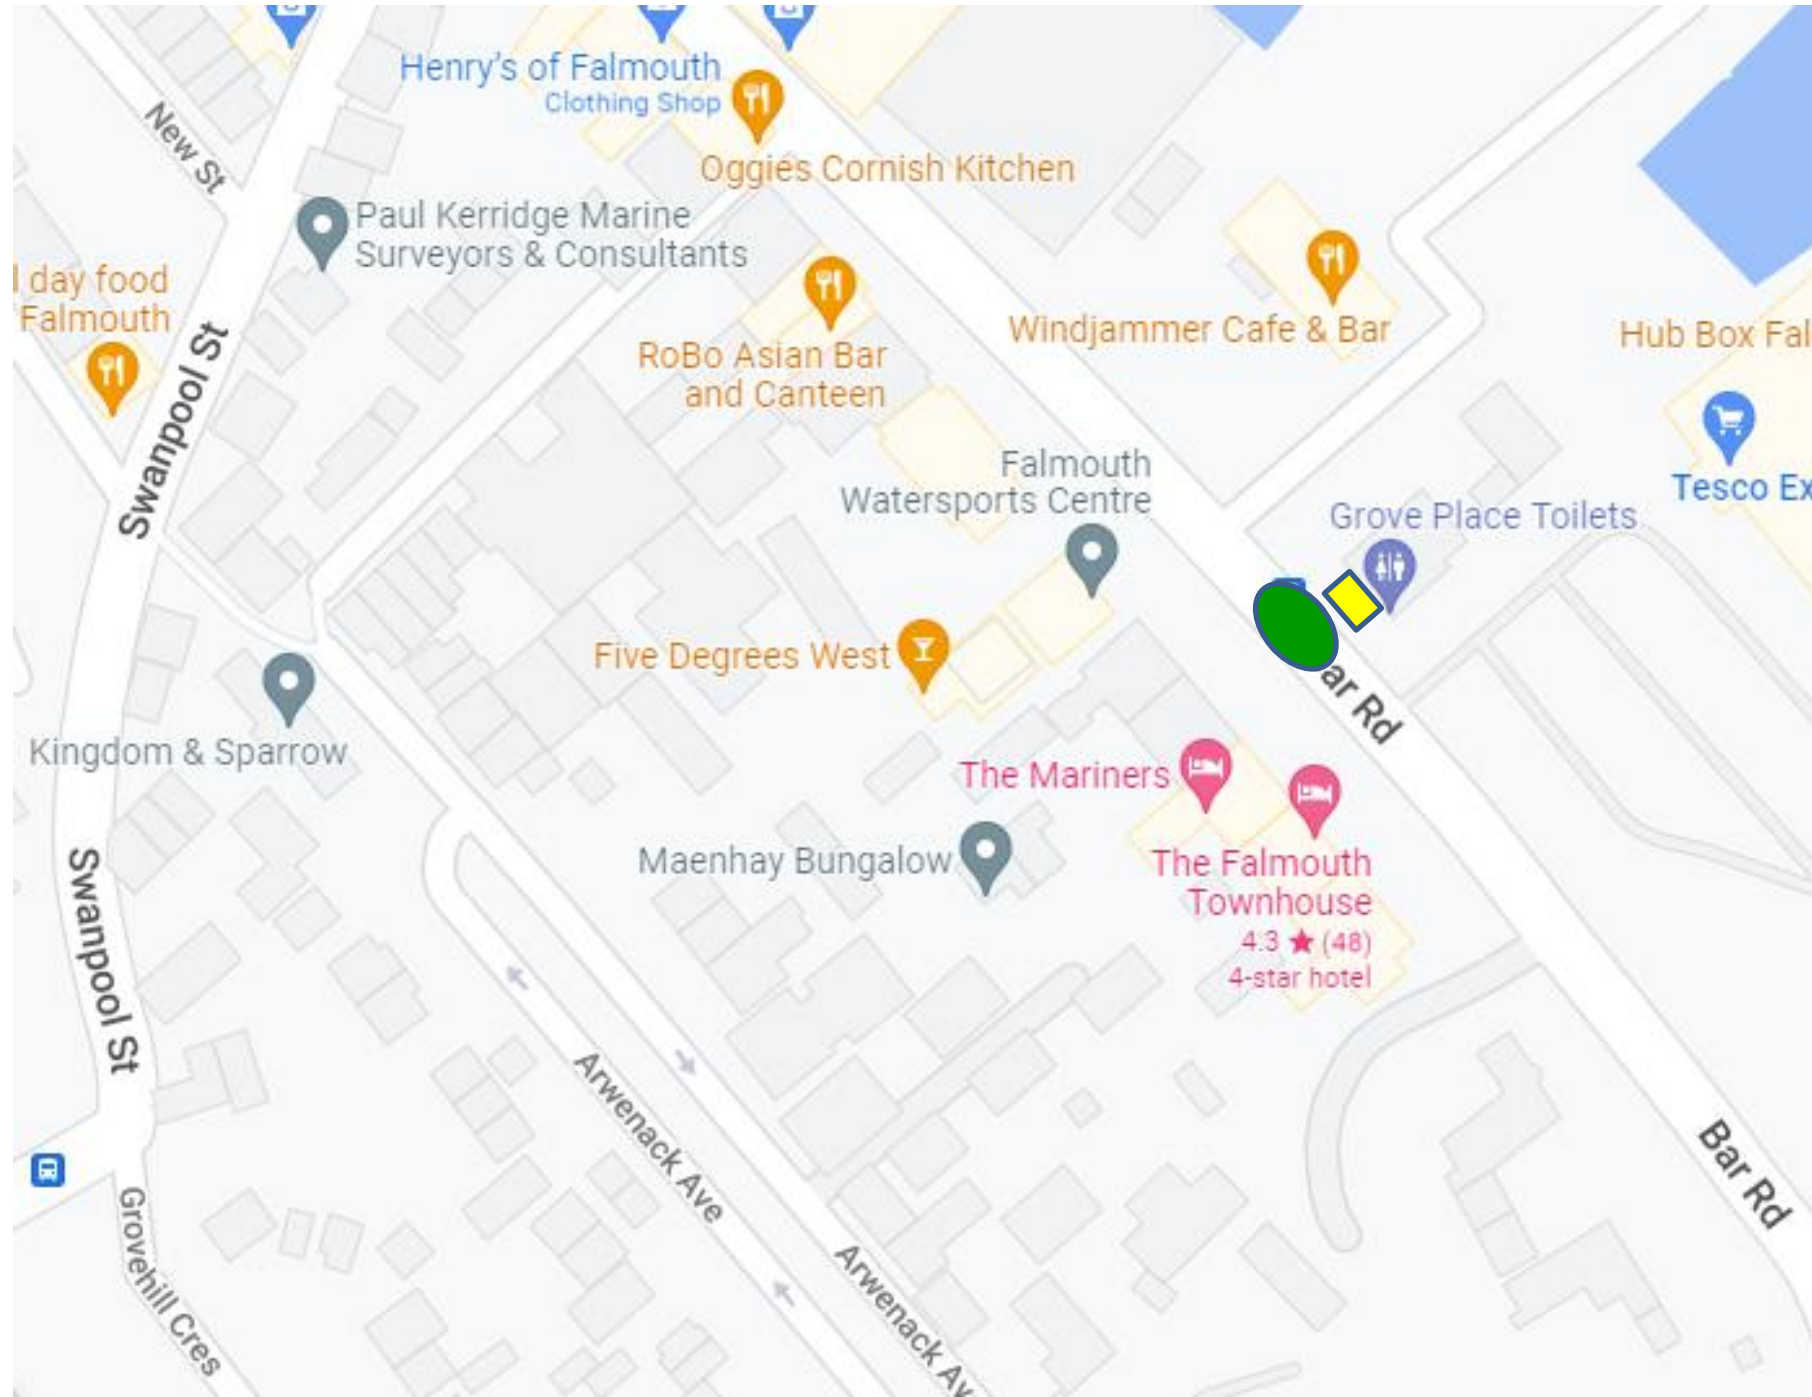 Henry's of Falmouth
Clothing Shop
New St
Oggies Cornish Kitchen
Paul Kerridge Marine
Surveyors & Consultants
l day food
Falmouth
Swanpool St
RoBo Asian Bar
and Canteen
Windjammer Cafe & Bar
Hub Box Fal
Falmouth
Watersports Centre
Tesco Ex
Grove Place Toilets
Five Degrees West
ar Rd
Kingdom & Sparrow
The Mariners
Maenhay Bungalow
The Falmouth
Townhouse
4.3 ★ (48)
4-star hotel
Swanpool St
Arwenack Ave
Bar Rd
Grovehill Cres
Arwenack Av